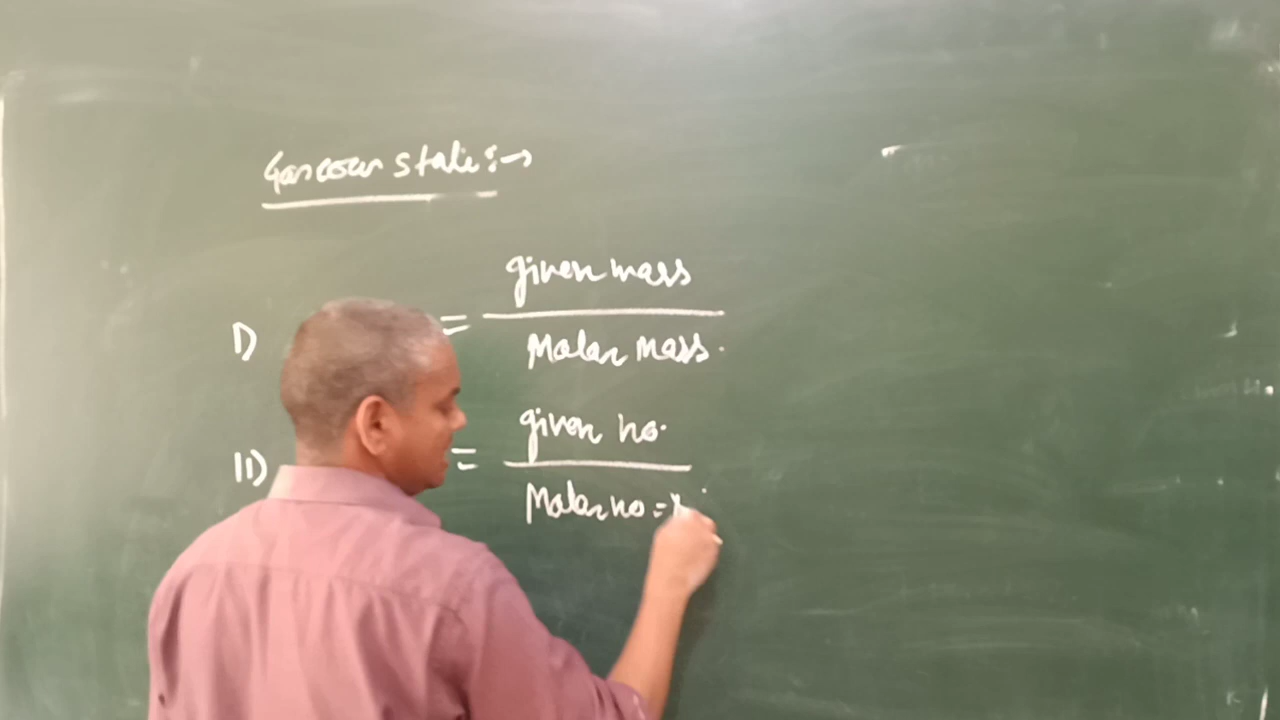 Gaseous state :→
I) = given mass
Molar mass.
II) = given no.
Molar no =